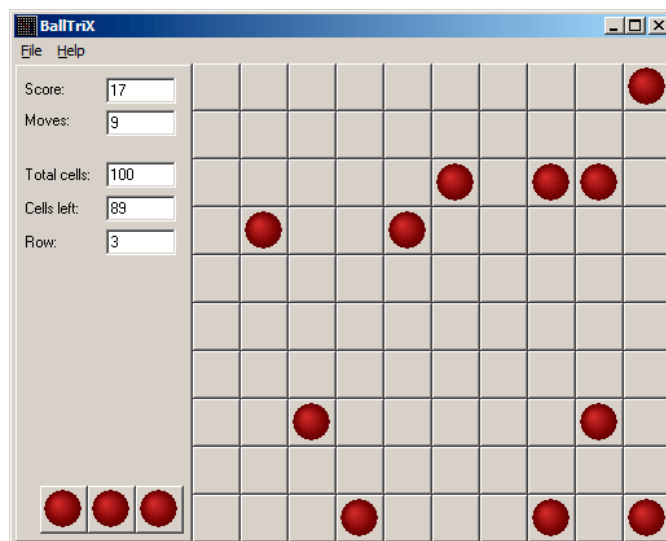 BallTriX
File Help
Score: 17
Moves: 9
Total cells: 100
Cells left: 89
Row: 3